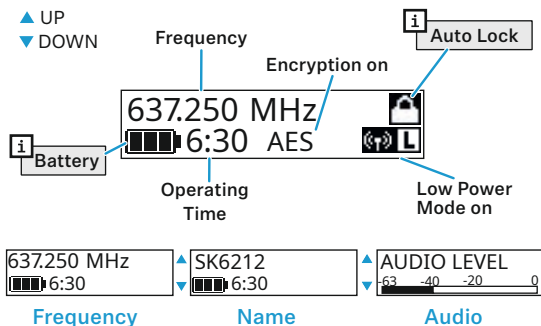 ▲ UP
▼ DOWN
Frequency
i
Auto Lock
Encryption on
637.250 MHz
6:30 AES
L
i
Battery
Operating
Time
Low Power
Mode on
637.250 MHz
6:30
SK6212
6:30
AUDIO LEVEL
-63 -40 -20 0
Frequency
Name
Audio